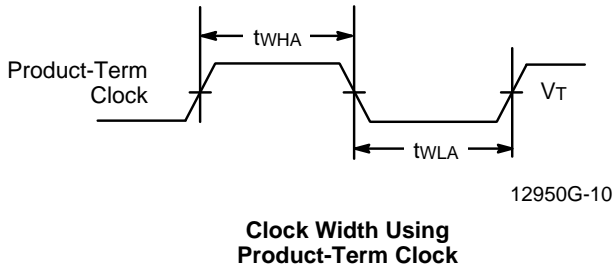 tWHA
Product-Term
Clock
VT
tWLA
12950G-10
Clock Width Using
Product-Term Clock